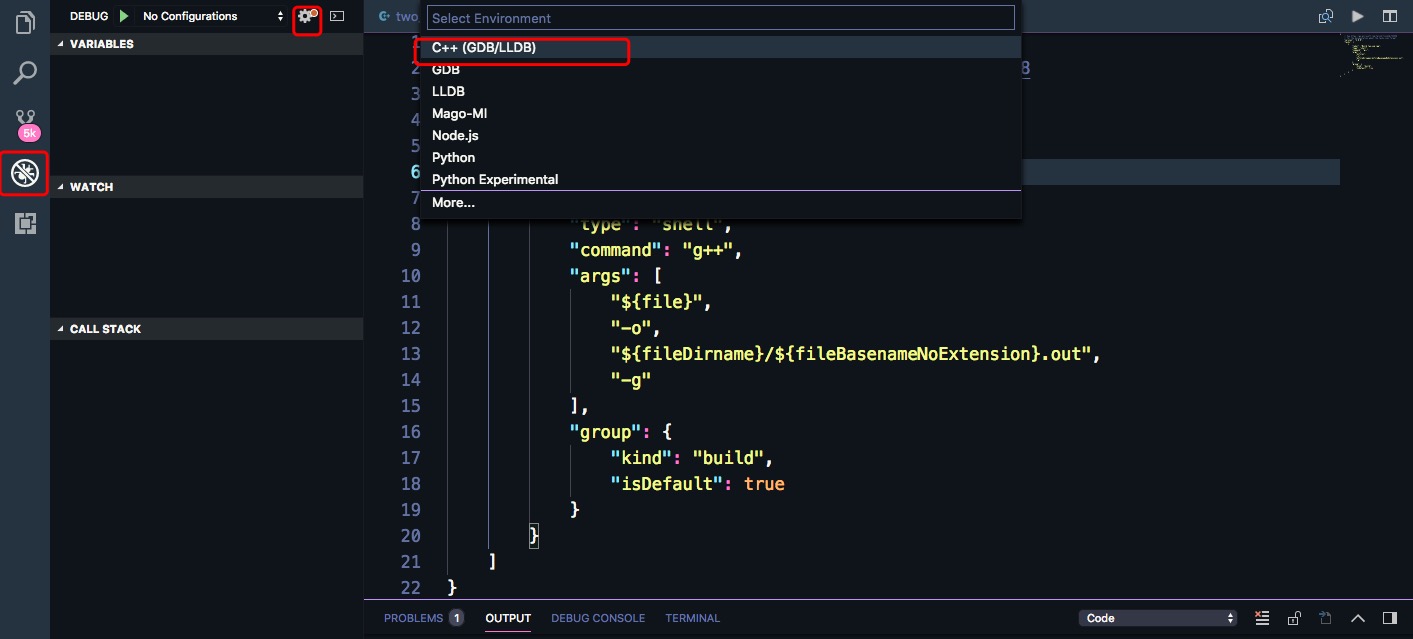 DEBUG No Configurations
VARIABLES
5k
WATCH
CALL STACK
two
Select Environment
C++ (GDB/LLDB)
GDB
LLDB
Mago-MI
Node.js
Python
Python Experimental
More...
1
2 8
3
4
5
6
7
8 "type": "shell",
9 "command": "g++",
10 "args": [
11 "${file}",
12 "-o",
13 "${fileDirname}/${fileBasenameNoExtension}.out",
14 "-g"
15 ],
16 "group": {
17 "kind": "build",
18 "isDefault": true
19 }
20 }
21 ]
22 }
PROBLEMS 1 OUTPUT DEBUG CONSOLE TERMINAL Code